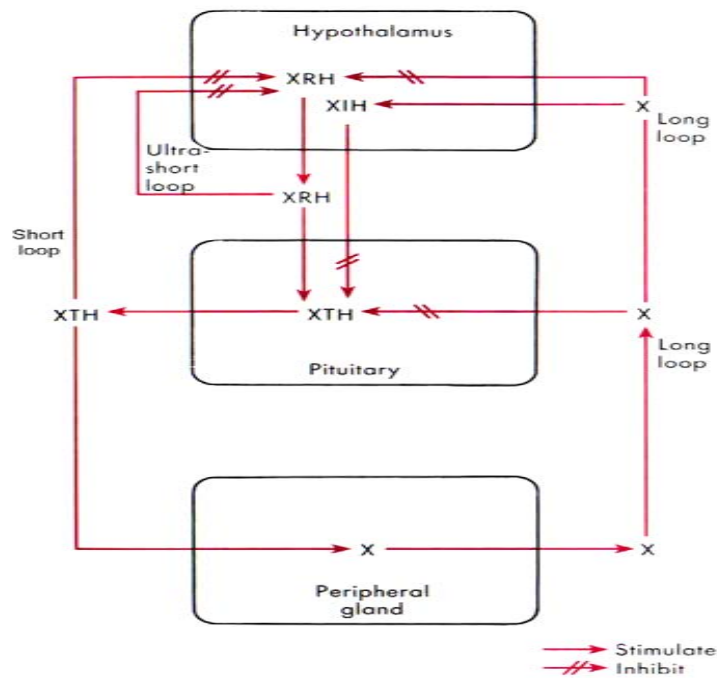 Hypothalamus
XRH
XIH
X
Long
loop
Ultra-
short
loop
XRH
Short
loop
XTH
XTH
X
Pituitary
Long
loop
X
X
Peripheral
gland
Stimulate
Inhibit